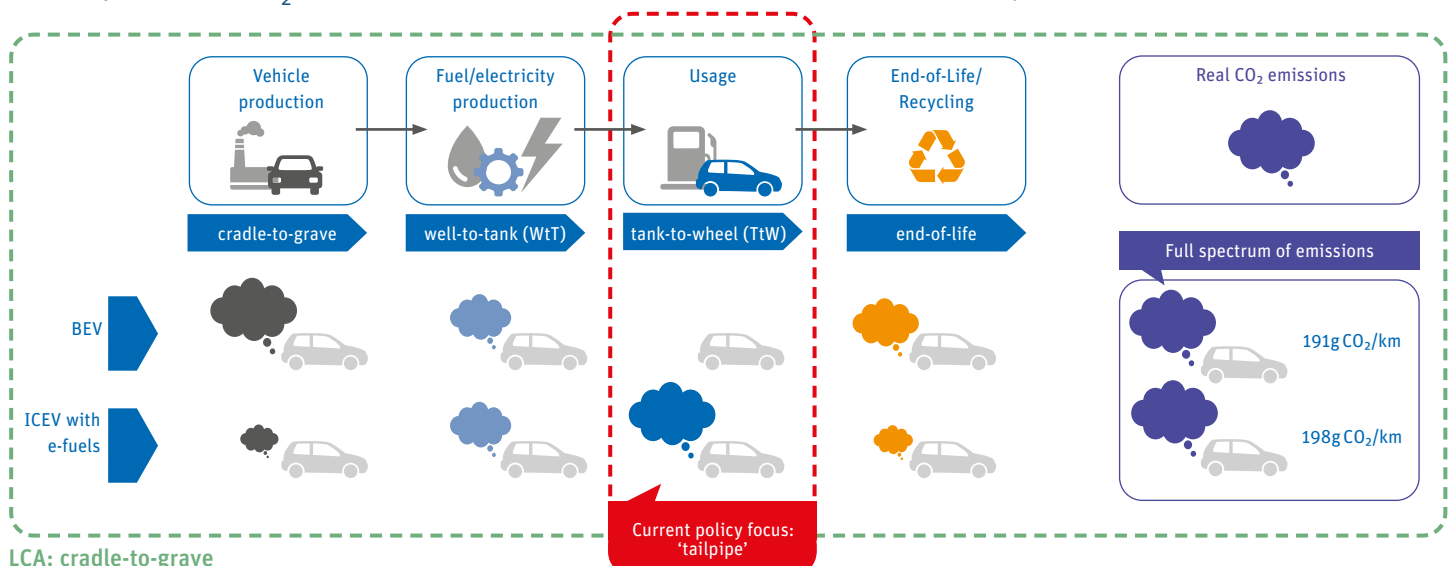 2
Vehicle
production
Fuel/electricity
production
Usage
End-of-Life/
Recycling
Real CO₂ emissions
cradle-to-grave
well-to-tank (WtT)
tank-to-wheel (TtW)
end-of-life
Full spectrum of emissions
BEV
191g CO₂/km
ICEV with
e-fuels
198g CO₂/km
Current policy focus:
‘tailpipe’
LCA: cradle-to-grave